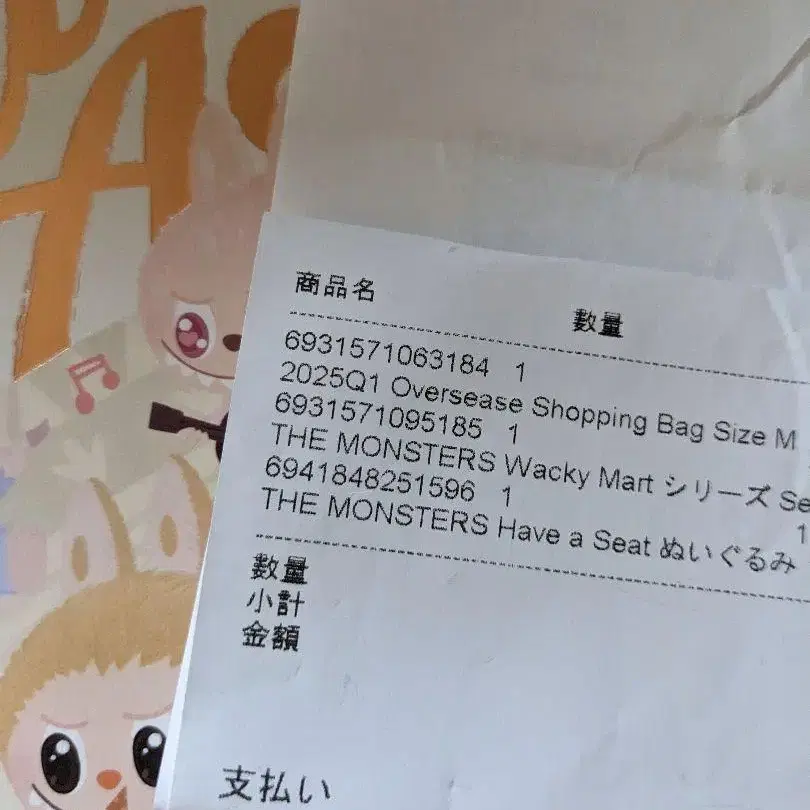 商品名
数量
6931571063184 1
2025Q1 Oversease Shopping Bag Size M
6931571095185 1
THE MONSTERS Wacky Mart シリーズ Se
6941848251596 1
1
THE MONSTERS Have a Seat ぬいぐるみ
数量
小計
金額
支払い